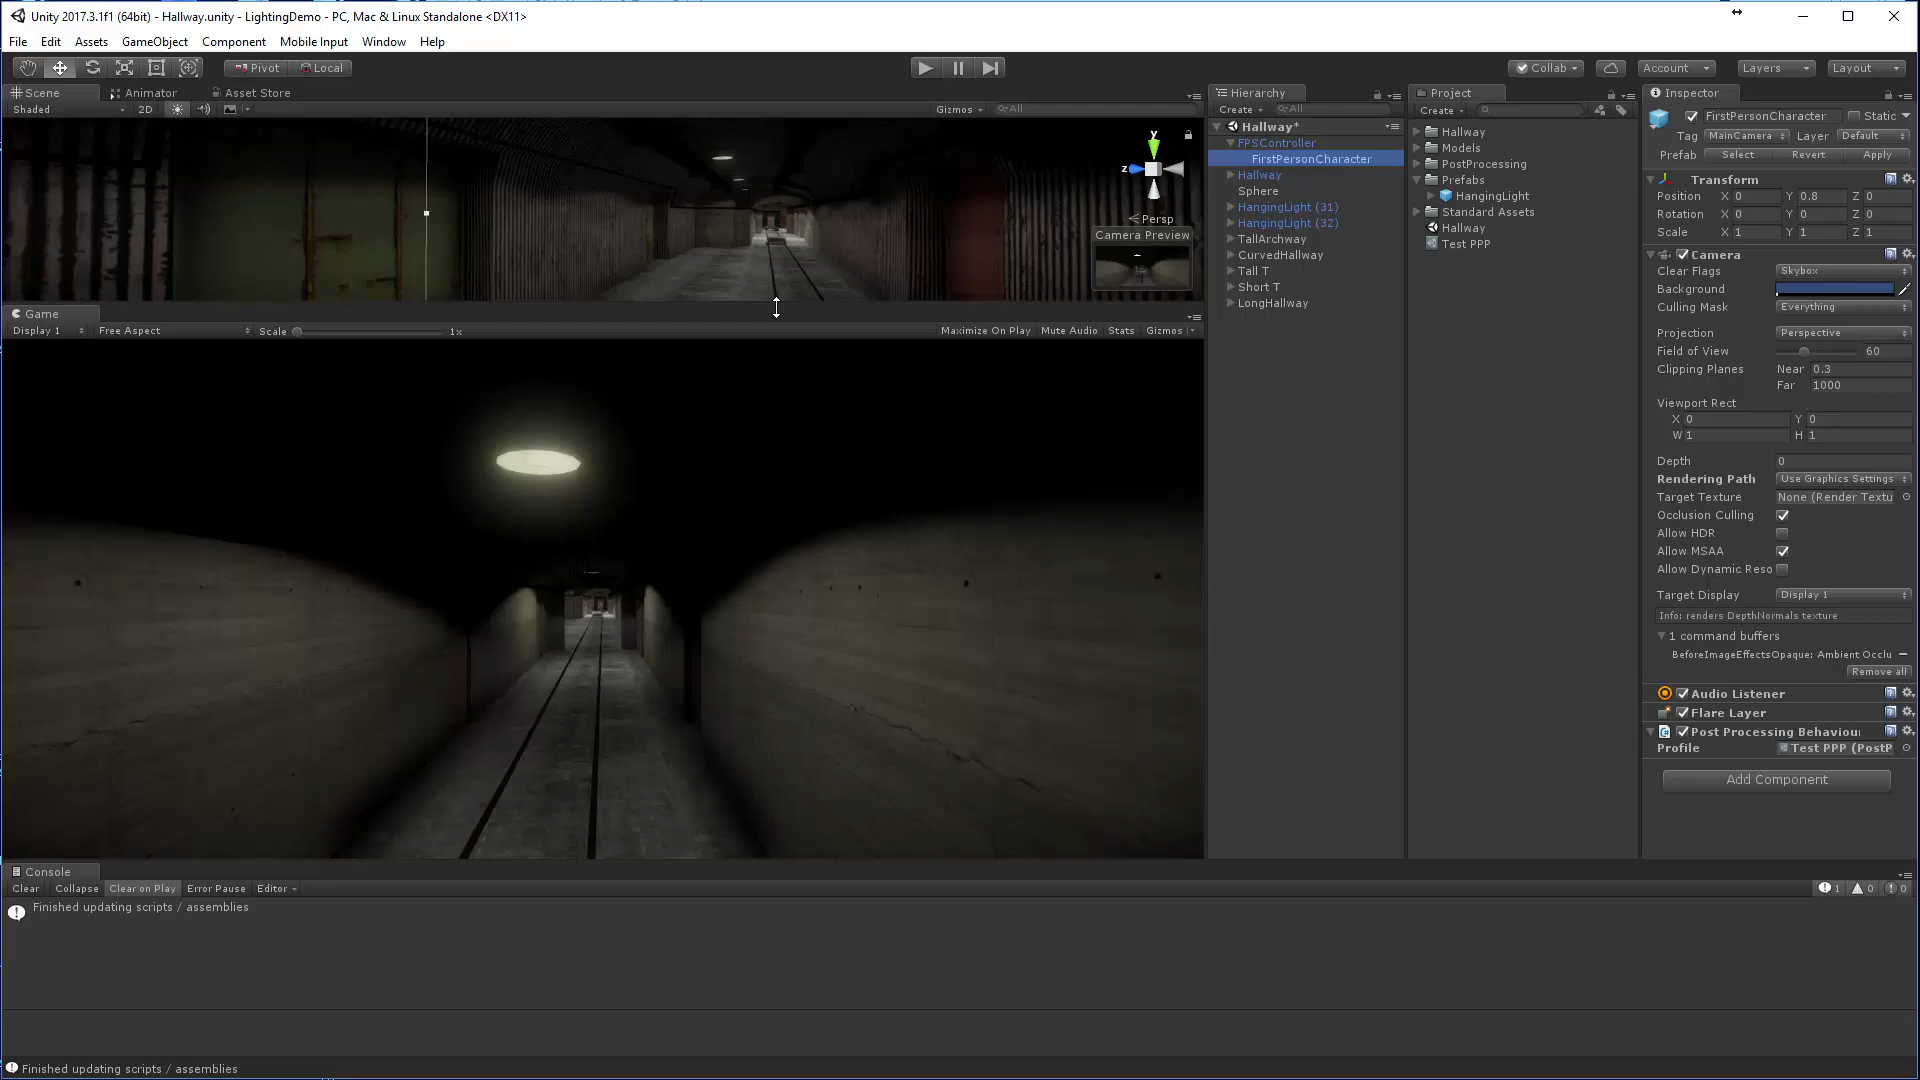 Unity 2017.3.1f1 (64bit) - Hallway.unity - LightingDemo - PC, Mac & Linux Standalone <DX11>
File Edit Assets GameObject Component Mobile Input Window Help
Pivot Local Collab Account Layers Layout
Scene Animator Asset Store
Shaded 2D Gizmos All
y
z
Persp
Camera Preview
Game
Display 1 Free Aspect Scale 1x Maximize On Play Mute Audio Stats Gizmos
Hierarchy
Create All
Hallway*
FPSController
FirstPersonCharacter
Hallway
Sphere
HangingLight (31)
HangingLight (32)
TallArchway
CurvedHallway
Tall T
Short T
LongHallway
Project
Create
Hallway
Models
PostProcessing
Prefabs
HangingLight
Standard Assets
Hallway
Test PPP
Inspector
FirstPersonCharacter Static
Tag MainCamera Layer Default
Prefab Select Revert Apply
Transform
Position X 0 Y 0.8 Z 0
Rotation X 0 Y 0 Z 0
Scale X 1 Y 1 Z 1
Camera
Clear Flags Skybox
Background
Culling Mask Everything
Projection Perspective
Field of View 60
Clipping Planes Near 0.3
Far 1000
Viewport Rect
X 0 Y 0
W 1 H 1
Depth 0
Rendering Path Use Graphics Settings
Target Texture None (Render Textu
Occlusion Culling
Allow HDR
Allow MSAA
Allow Dynamic Reso
Target Display Display 1
Info: renders DepthNormals texture
1 command buffers
BeforeImageEffectsOpaque: Ambient Occlu
Remove all
Audio Listener
Flare Layer
Post Processing Behaviour
Profile Test PPP (PostP
Add Component
Console
Clear Collapse Clear on Play Error Pause Editor 1 0 0
Finished updating scripts / assemblies
Finished updating scripts / assemblies